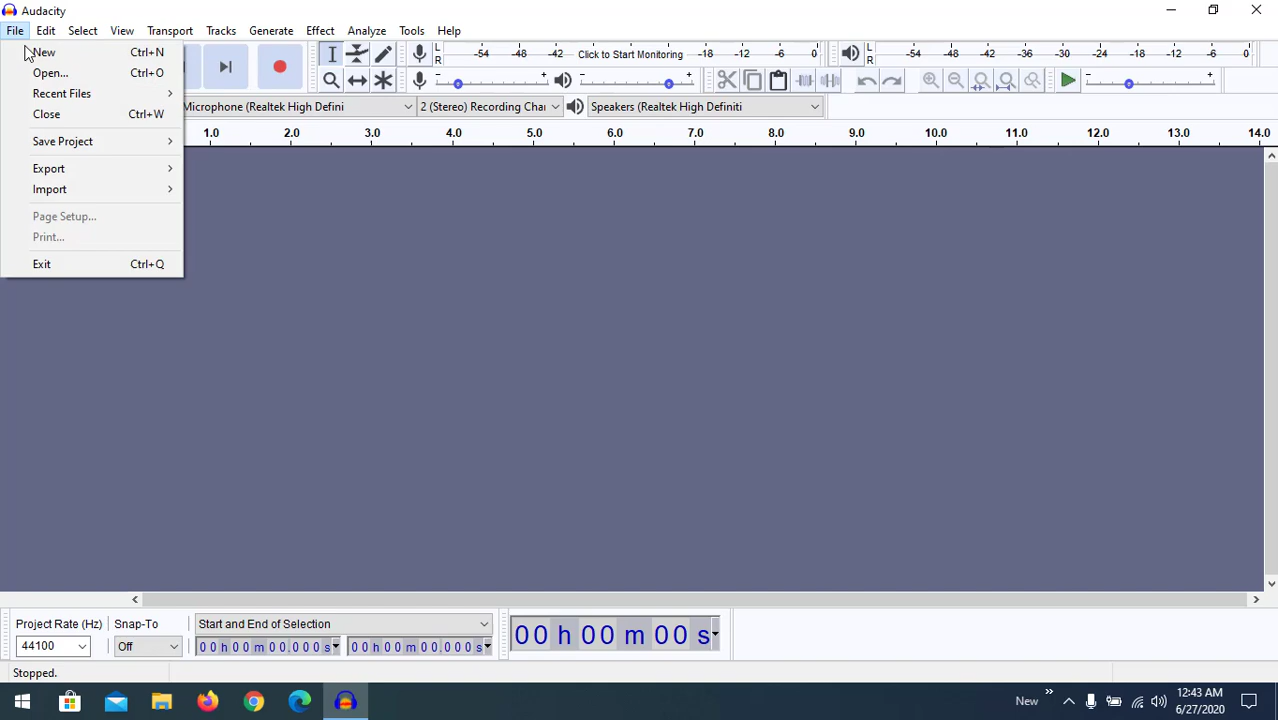 Audacity
File Edit Select View Transport Tracks Generate Effect Analyze Tools Help
New Ctrl+N
Open... Ctrl+O
Recent Files
Close Ctrl+W
Save Project
Export
Import
Page Setup...
Print...
Exit Ctrl+Q
L
R
-54 -48 -42 Click to Start Monitoring -18 -12 -6 0
L
R
-54 -48 -42 -36 -30 -24 -18 -12 -6 0
- + - + - +
Microphone (Realtek High Defini 2 (Stereo) Recording Chai Speakers (Realtek High Definiti
1.0 2.0 3.0 4.0 5.0 6.0 7.0 8.0 9.0 10.0 11.0 12.0 13.0 14.0
Project Rate (Hz) Snap-To Start and End of Selection
44100 Off 00 h 00 m 00.000 s 00 h 00 m 00.000 s 00 h 00 m 00 s
Stopped.
New
12:43 AM
6/27/2020